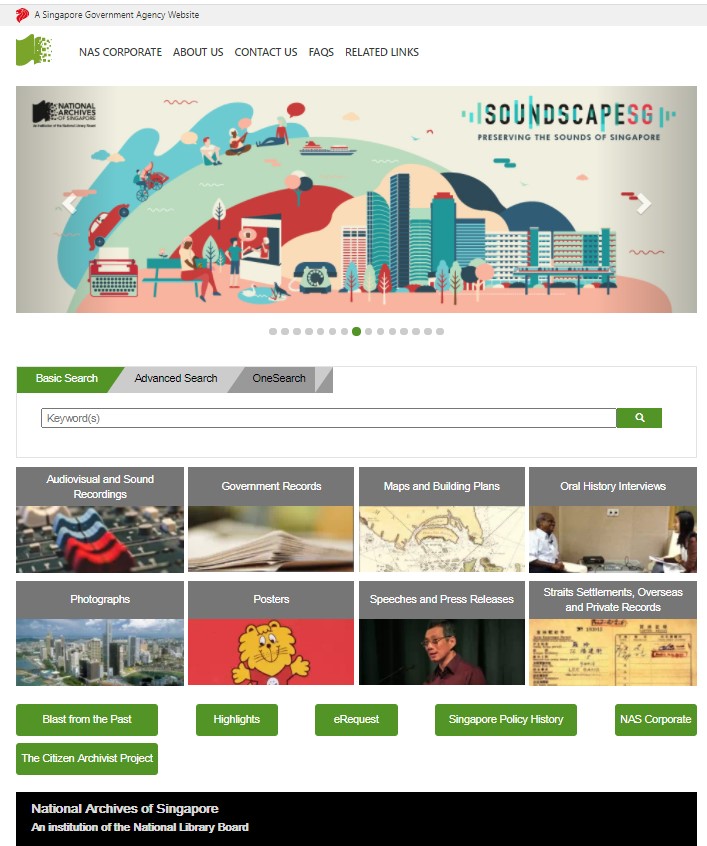 A Singapore Government Agency Website
NAS CORPORATE ABOUT US CONTACT US FAQS RELATED LINKS
NATIONAL
ARCHIVES
OF SINGAPORE
An institution of the National Library Board
SOUNDSCAPESG
PRESERVING THE SOUNDS OF SINGAPORE
Basic Search Advanced Search OneSearch
Keyword(s)
Audiovisual and Sound
Recordings
Government Records
Maps and Building Plans
Oral History Interviews
Photographs
Posters
Speeches and Press Releases
Straits Settlements, Overseas
and Private Records
Blast from the Past Highlights eRequest Singapore Policy History NAS Corporate
The Citizen Archivist Project
National Archives of Singapore
An institution of the National Library Board